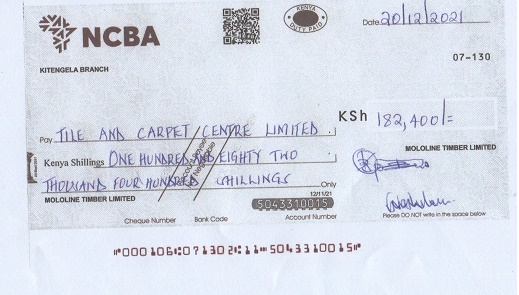 NCBA
KENYA
DUTY PAID
Date 20/12/2021
07-130
KITENGELA BRANCH
Pay TILE AND CARPET CENTRE LIMITED.
KSh 182,400/=
Kenya Shillings ONE HUNDRED AND EIGHTY TWO
THOUSAND FOUR HUNDRED SHILLINGS Only
MOLOLINE TIMBER LIMITED
12/11/21
5043310015
MOLOLINE TIMBER LIMITED
Cheque Number Bank Code Account Number
Please DO NOT write in the space below
"000106:071302:11=5043310015"